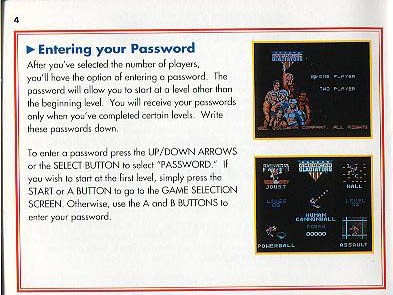 4
►Entering your Password
After you've selected the number of players,
you'll have the option of entering a password. The
password will allow you to start at a level other than
the beginning level. You will receive your passwords
only when you've completed certain levels. Write
these passwords down.
To enter a password press the UP/DOWN ARROWS
or the SELECT BUTTON to select "PASSWORD." If
you wish to start at the first level, simply press the
START or A BUTTON to go to the GAME SELECTION
SCREEN. Otherwise, use the A and B BUTTONS to
enter your password.
GLADIATORS
ONE PLAYER
TWO PLAYER
COMPANY. ALL RIGHTS
GLADIATORS
JOUST
WALL
LIVES
LEVEL
HUMAN
CANNONBALL
SCORE
00000
POWERBALL
ASSAULT